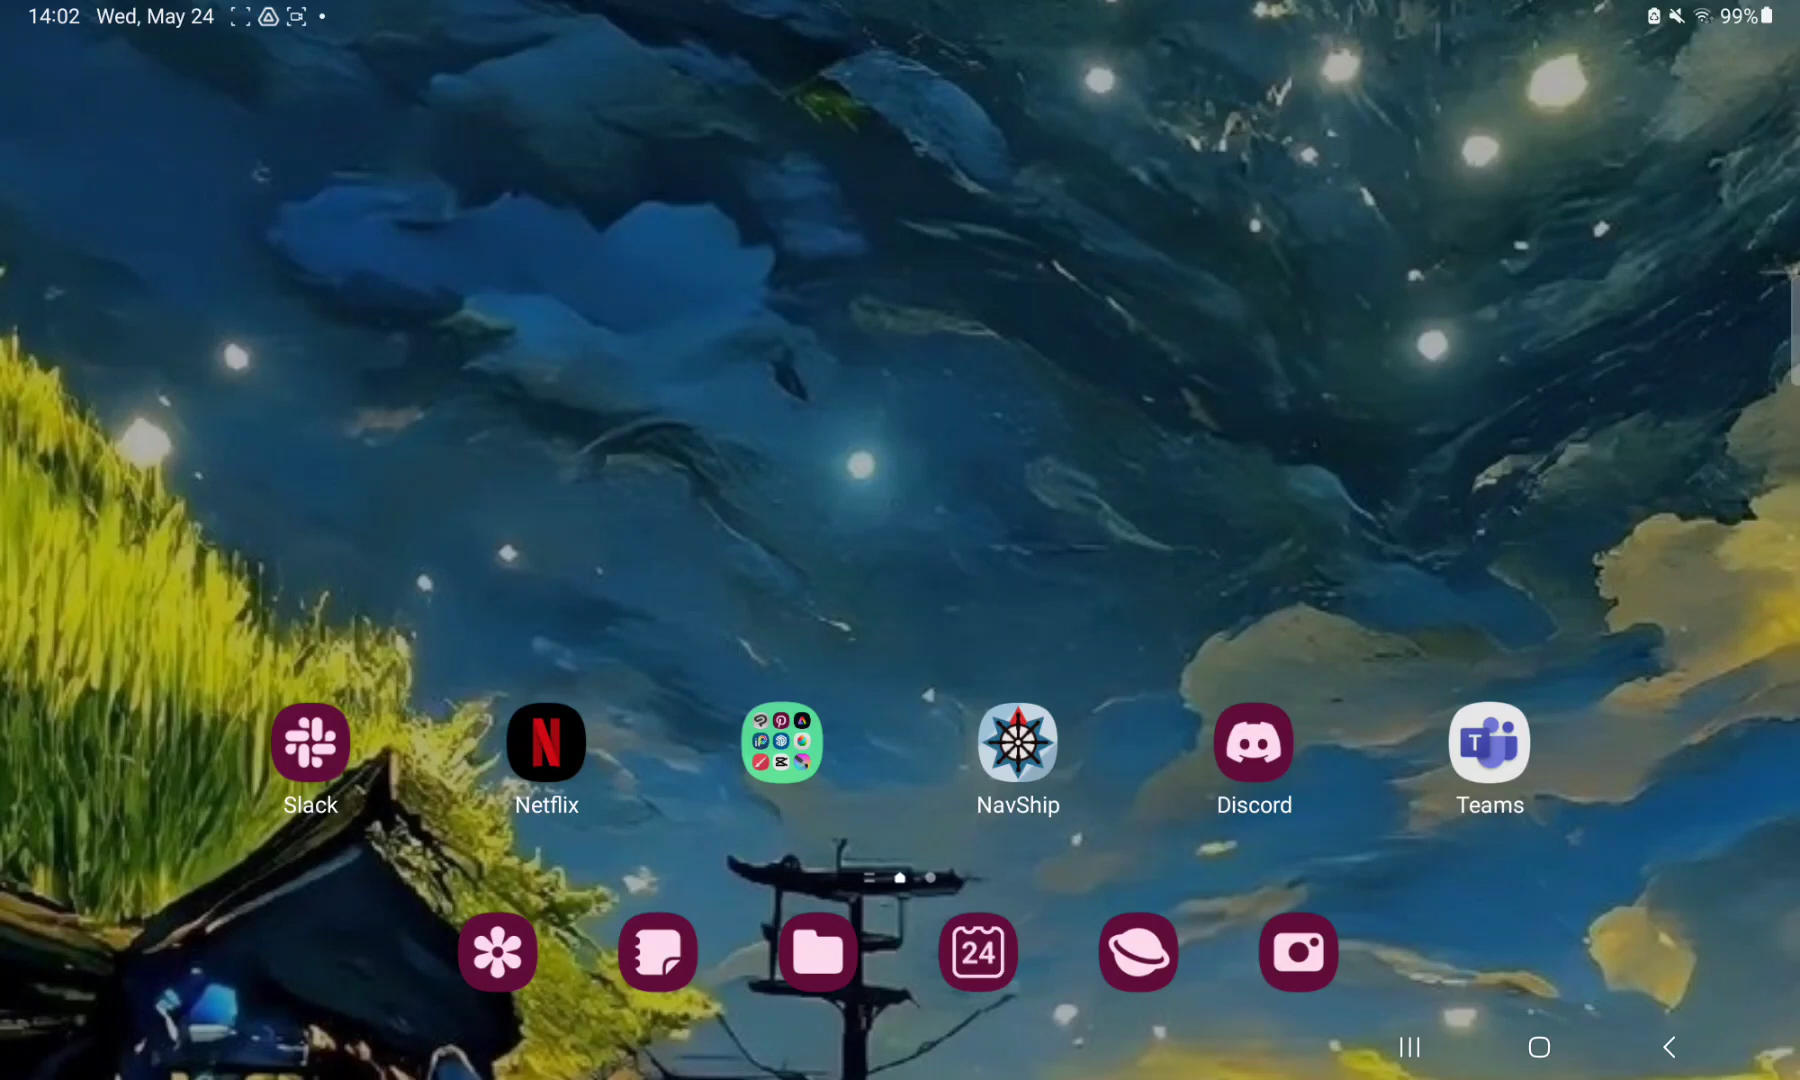 14:02 Wed, May 24
99%
Slack
Netflix
NavShip
Discord
Teams
24